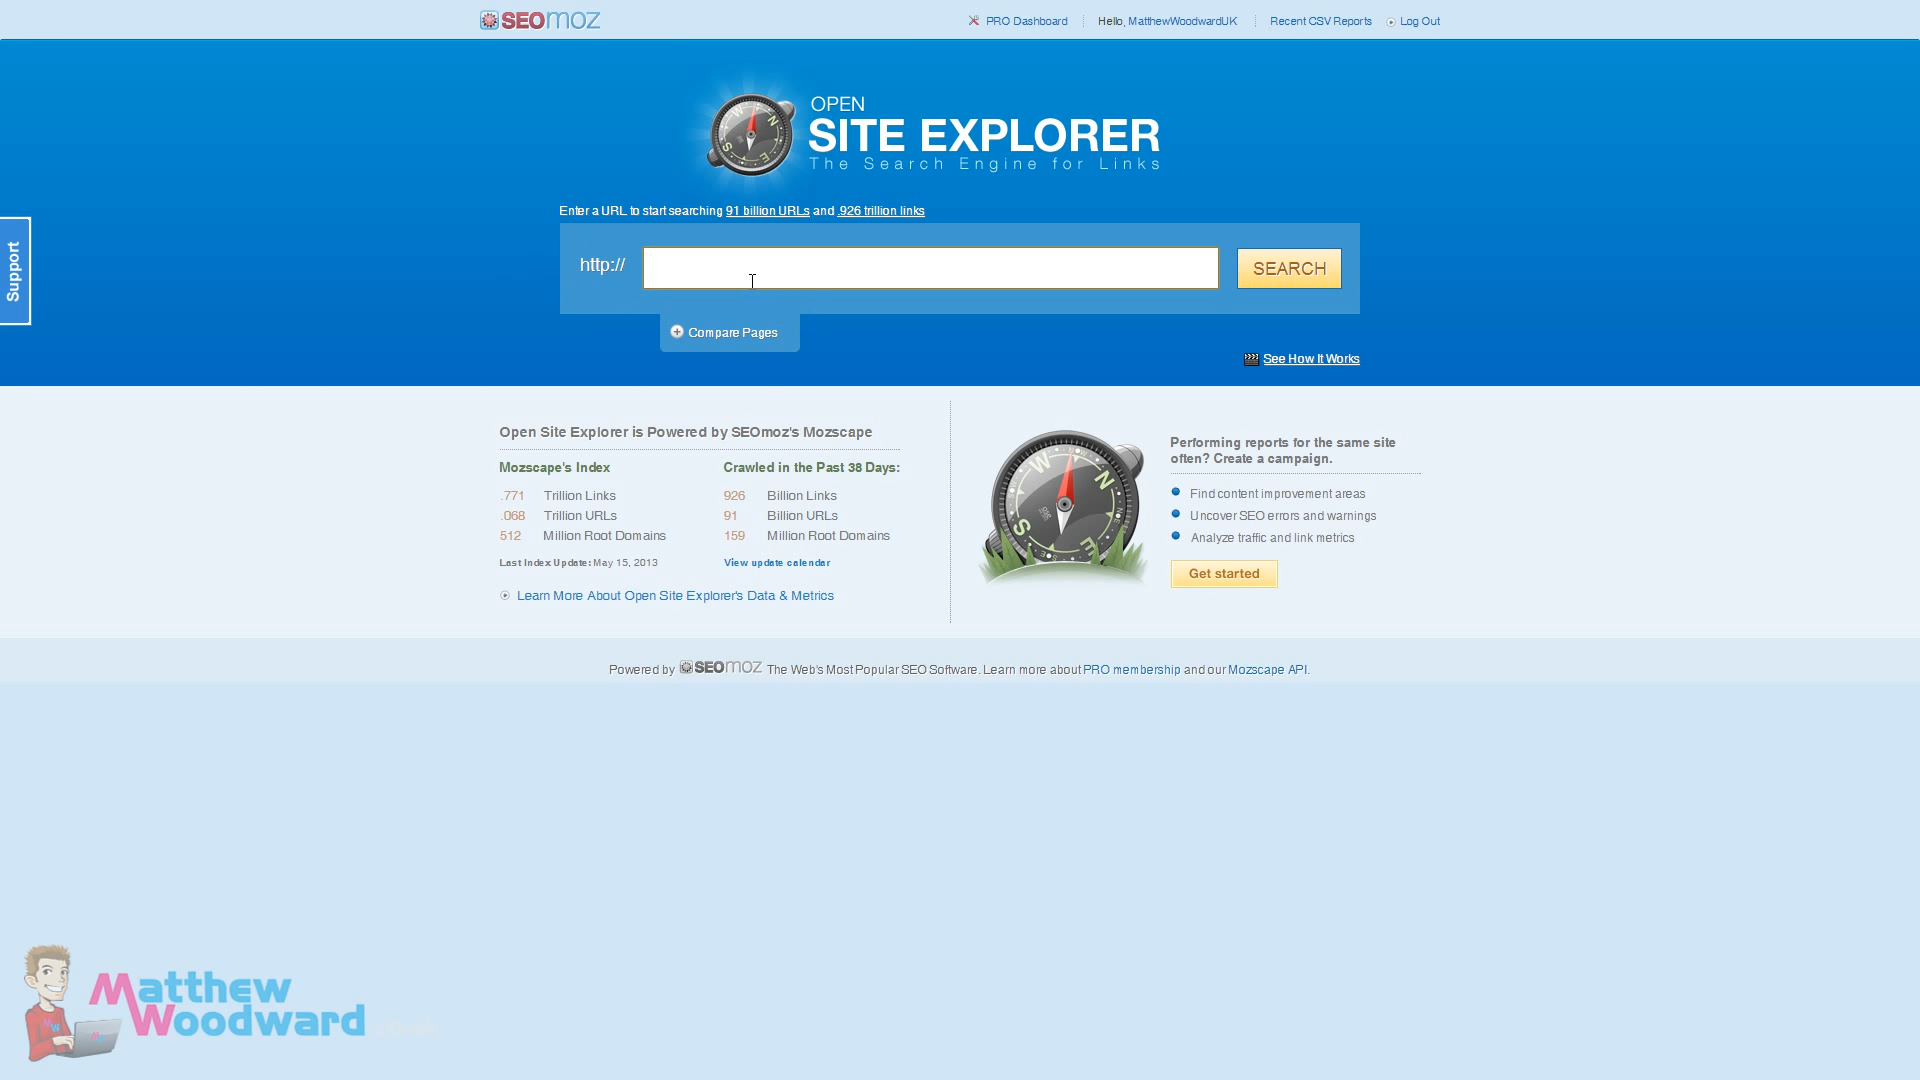 SEOmoz
PRO Dashboard Hello, MatthewWoodwardUK Recent CSV Reports Log Out
OPEN
SITE EXPLORER
The Search Engine for Links
Enter a URL to start searching 91 billion URLs and .926 trillion links
http://
SEARCH
Support
Compare Pages
See How It Works
Open Site Explorer is Powered by SEOmoz's Mozscape
Mozscape's Index
.771 Trillion Links
.068 Trillion URLs
512 Million Root Domains
Last Index Update: May 15, 2013
Crawled in the Past 38 Days:
926 Billion Links
91 Billion URLs
159 Million Root Domains
View update calendar
Learn More About Open Site Explorer's Data & Metrics
W N E S
Performing reports for the same site
often? Create a campaign.
Find content improvement areas
Uncover SEO errors and warnings
Analyze traffic and link metrics
Get started
Powered by SEOmoz The Web's Most Popular SEO Software. Learn more about PRO membership and our Mozscape API.
Matthew
Woodward